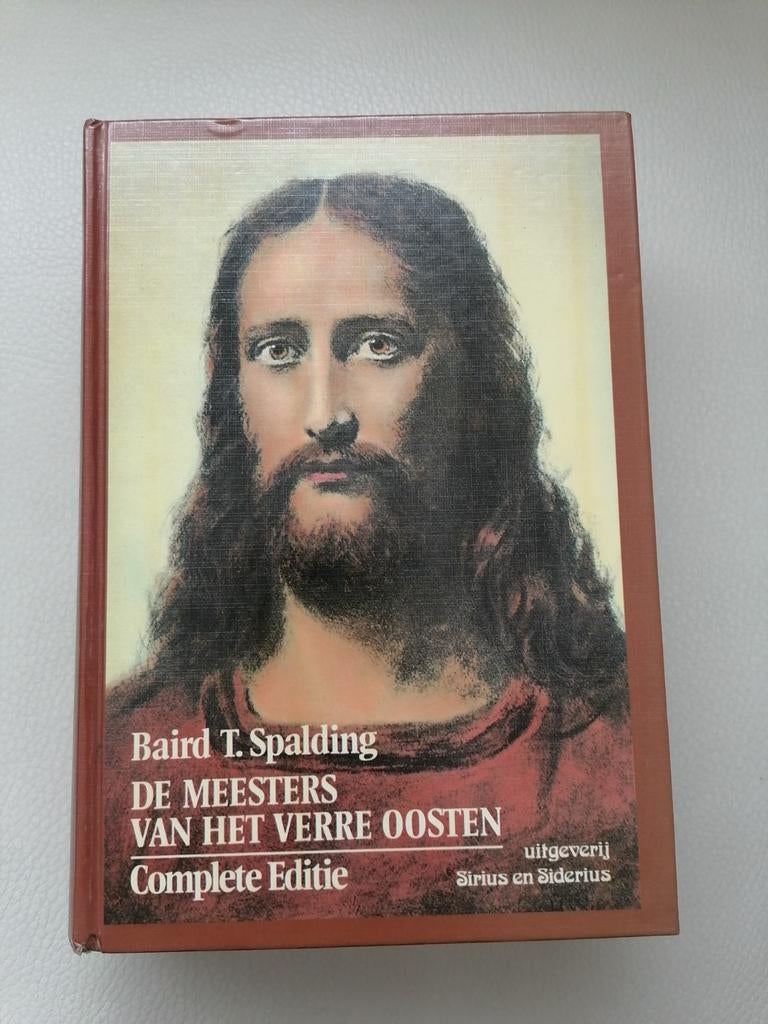 Baird T. Spalding
DE MEESTERS
VAN HET VERRE OOSTEN
Complete Editie
uitgeverij
Sirius en Siderius